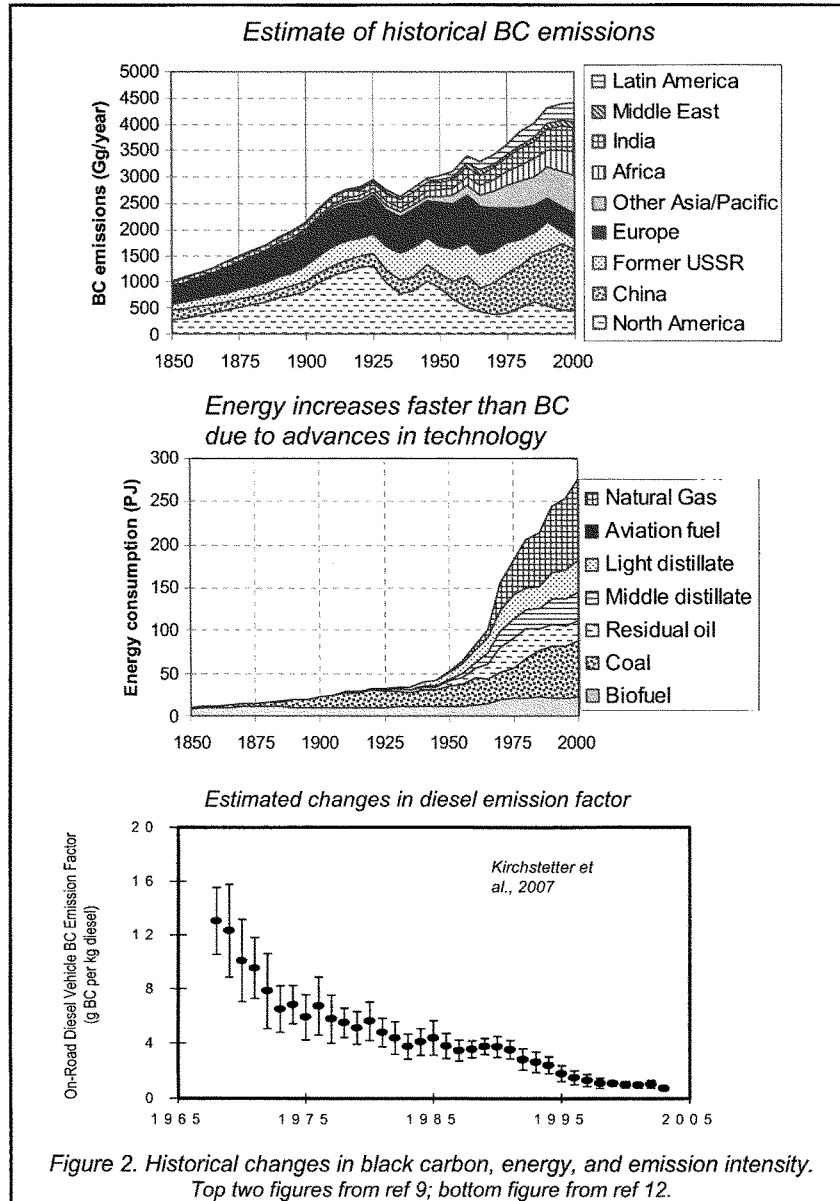 Estimate of historical BC emissions
BC emissions (Gg/year)
5000
4500
4000
3500
3000
2500
2000
1500
1000
500
0
1850 1875 1900 1925 1950 1975 2000
Latin America
Middle East
India
Africa
Other Asia/Pacific
Europe
Former USSR
China
North America
Energy increases faster than BC
due to advances in technology
Energy consumption (PJ)
300
250
200
150
100
50
0
1850 1875 1900 1925 1950 1975 2000
Natural Gas
Aviation fuel
Light distillate
Middle distillate
Residual oil
Coal
Biofuel
Estimated changes in diesel emission factor
On-Road Diesel Vehicle BC Emission Factor
(g BC per kg diesel)
20
16
12
8
4
0
1965 1975 1985 1995 2005
Kirchstetter et
al., 2007
Figure 2. Historical changes in black carbon, energy, and emission intensity.
Top two figures from ref 9; bottom figure from ref 12.